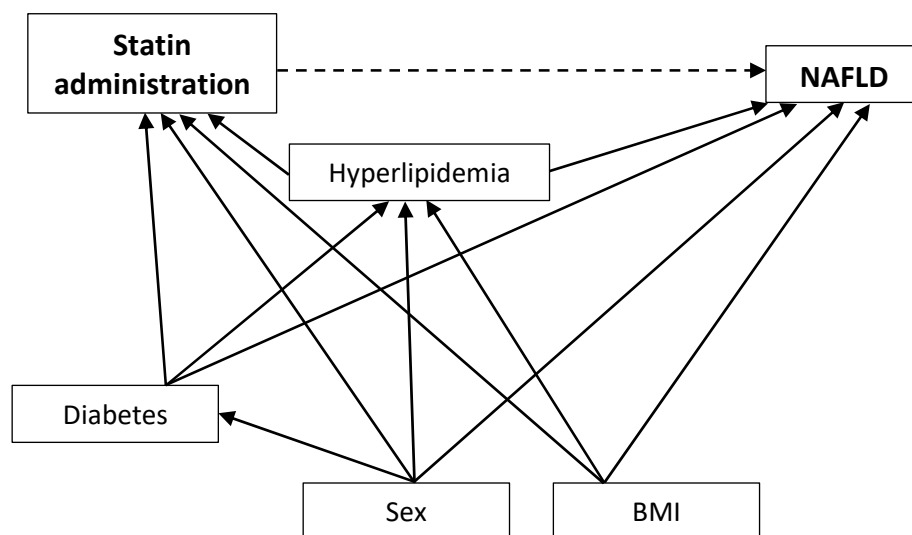 Statin
administration
NAFLD
Hyperlipidemia
Diabetes
Sex
BMI